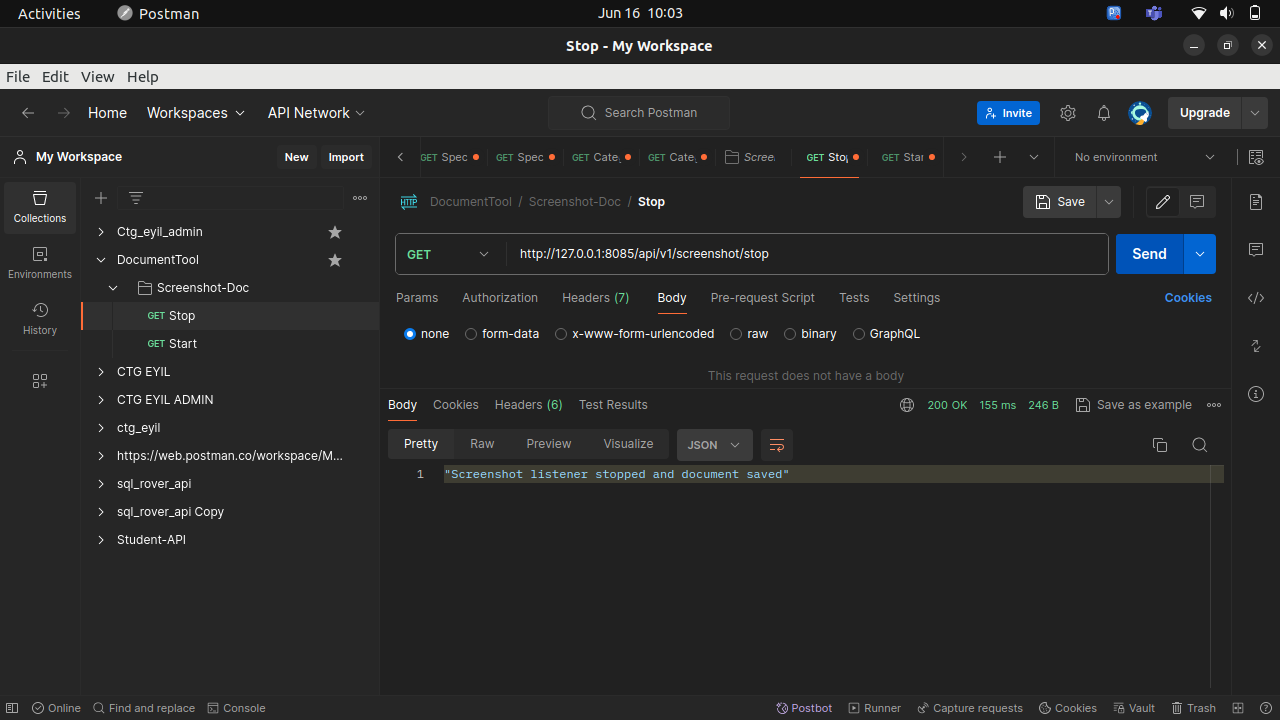 Activities Postman Jun 16 10:03
Stop - My Workspace
File Edit View Help
Home Workspaces API Network Search Postman Invite Upgrade
My Workspace New Import GET Spec GET Spec GET Cate GET Cate Scree GET Stop GET Star No environment
Collections
Environments
History
Ctg_eyil_admin
DocumentTool
Screenshot-Doc
GET Stop
GET Start
CTG EYIL
CTG EYIL ADMIN
ctg_eyil
https://web.postman.co/workspace/M...
sql_rover_api
sql_rover_api Copy
Student-API
HTTP DocumentTool / Screenshot-Doc / Stop Save
GET http://127.0.0.1:8085/api/v1/screenshot/stop Send
Params Authorization Headers (7) Body Pre-request Script Tests Settings Cookies
none form-data x-www-form-urlencoded raw binary GraphQL
This request does not have a body
Body Cookies Headers (6) Test Results 200 OK 155 ms 246 B Save as example
Pretty Raw Preview Visualize JSON
1 "Screenshot listener stopped and document saved"
Online Find and replace Console Postbot Runner Capture requests Cookies Vault Trash